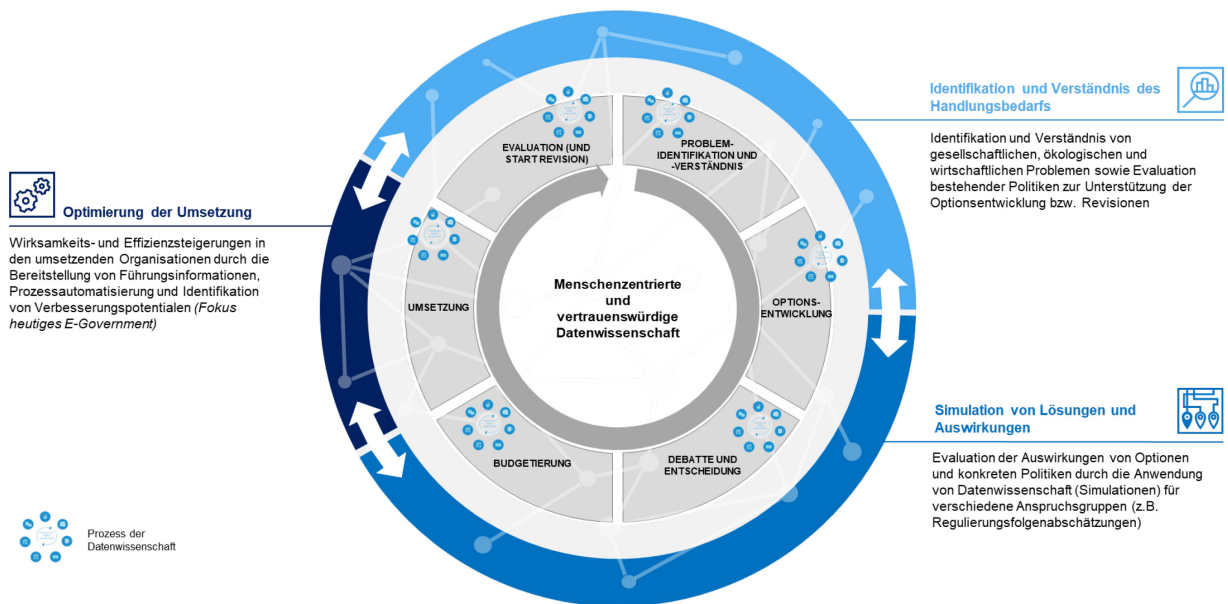 Identifikation und Verständnis des
Handlungsbedarfs
Identifikation und Verständnis von
gesellschaftlichen, ökologischen und
wirtschaftlichen Problemen sowie Evaluation
bestehender Politiken zur Unterstützung der
Optionsentwicklung bzw. Revisionen
EVALUATION (UND
START REVISION)
PROBLEM-
IDENTIFIKATION UND
-VERSTÄNDNIS
Optimierung der Umsetzung
Wirksamkeits- und Effizienzsteigerungen in
den umsetzenden Organisationen durch die
Bereitstellung von Führungsinformationen,
Prozessautomatisierung und Identifikation
von Verbesserungspotentialen (Fokus
heutiges E-Government)
UMSETZUNG
Menschenzentrierte
und
vertrauenswürdige
Datenwissenschaft
OPTIONS-
ENTWICKLUNG
Simulation von Lösungen und
Auswirkungen
Evaluation der Auswirkungen von Optionen
und konkreten Politiken durch die Anwendung
von Datenwissenschaft (Simulationen) für
verschiedene Anspruchsgruppen (z.B.
Regulierungsfolgenabschätzungen)
BUDGETIERUNG
DEBATTE UND
ENTSCHEIDUNG
Prozess der
Datenwissenschaft